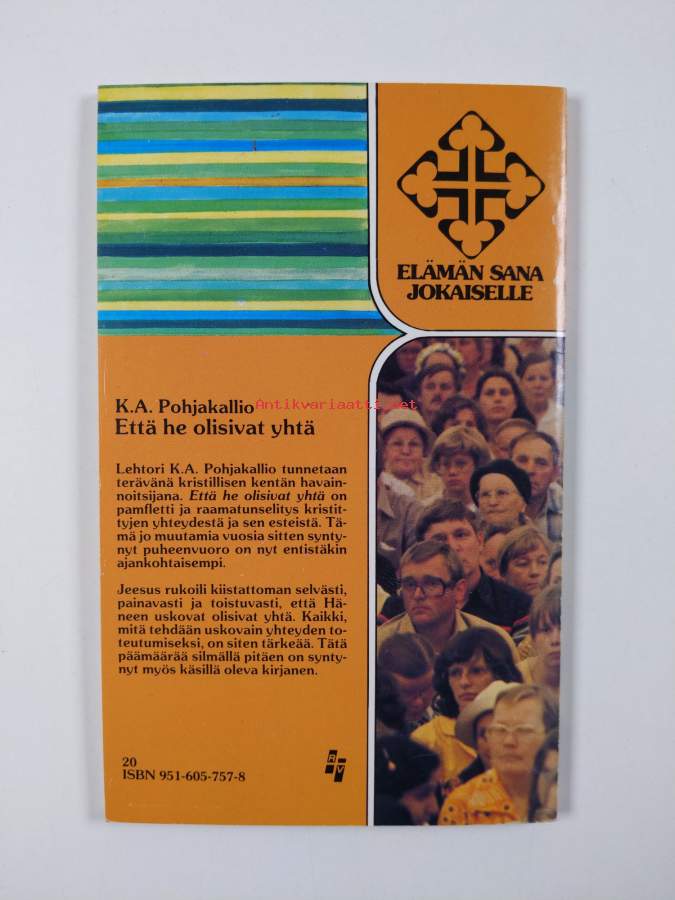 ELÄMÄN SANA
JOKAISELLE
K.A. Pohjakallio
Antikvariaatti.net
Että he olisivat yhtä
Lehtori K.A. Pohjakallio tunnetaan
terävänä kristillisen kentän havain-
noitsijana. Että he olisivat yhtä on
pamfletti ja raamatunselitys kristit-
tyjen yhteydestä ja sen esteistä. Tä-
mä jo muutamia vuosia sitten synty-
nyt puheenvuoro on nyt entistäkin
ajankohtaisempi.
Jeesus rukoili kiistattoman selvästi,
painavasti ja toistuvasti, että Hä-
neen uskovat olisivat yhtä. Kaikki,
mitä tehdään uskovain yhteyden to-
teutumiseksi, on siten tärkeää. Tätä
päämäärää silmällä pitäen on synty-
nyt myös käsillä oleva kirjanen.
20
ISBN 951-605-757-8
RV